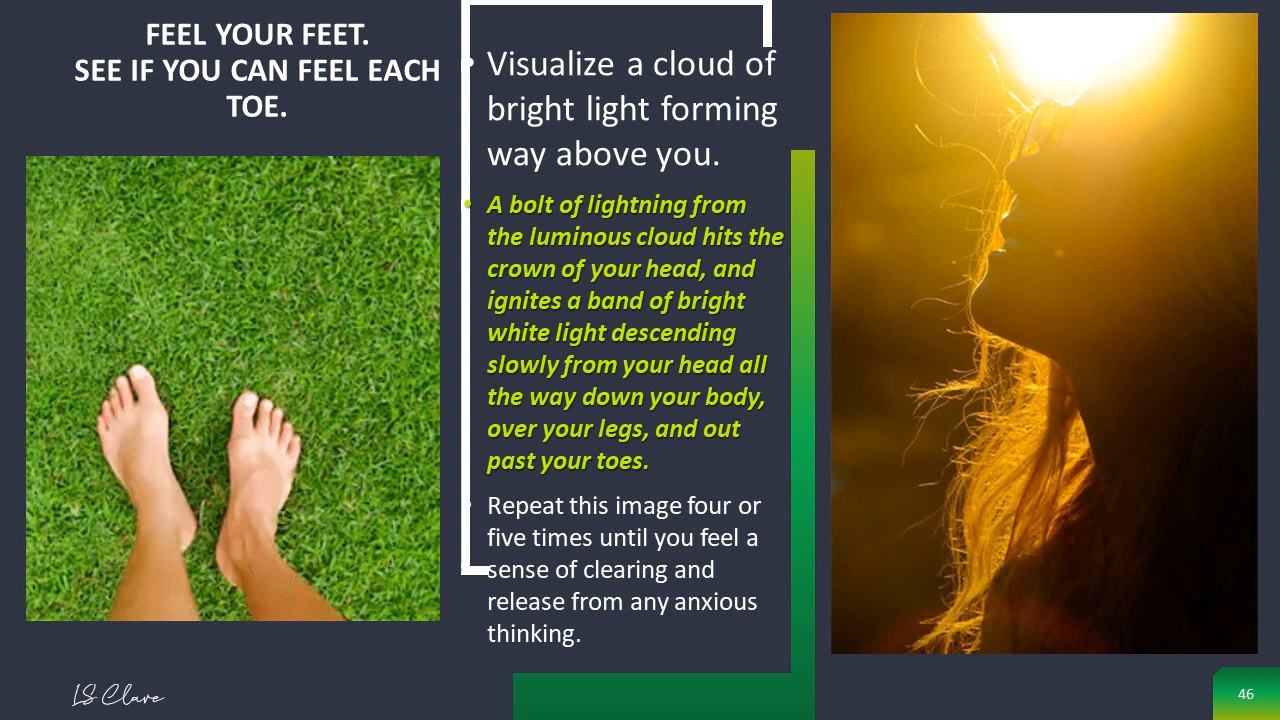 FEEL YOUR FEET.
SEE IF YOU CAN FEEL EACH
TOE.
• Visualize a cloud of
bright light forming
way above you.
• A bolt of lightning from
the luminous cloud hits the
crown of your head, and
ignites a band of bright
white light descending
slowly from your head all
the way down your body,
over your legs, and out
past your toes.
• Repeat this image four or
five times until you feel a
sense of clearing and
release from any anxious
thinking.
LS Clave
46